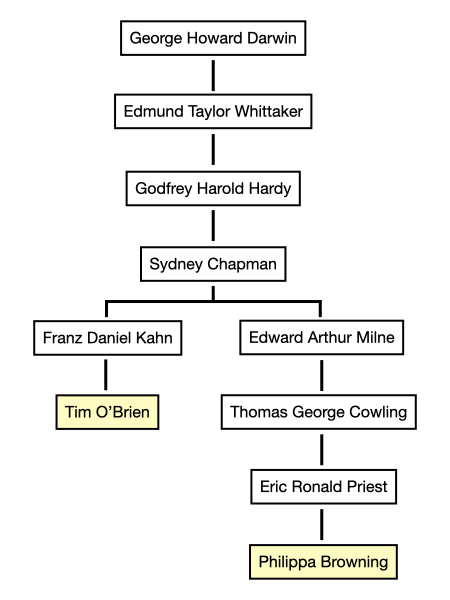 George Howard Darwin
Edmund Taylor Whittaker
Godfrey Harold Hardy
Sydney Chapman
Franz Daniel Kahn
Edward Arthur Milne
Tim O’Brien
Thomas George Cowling
Eric Ronald Priest
Philippa Browning